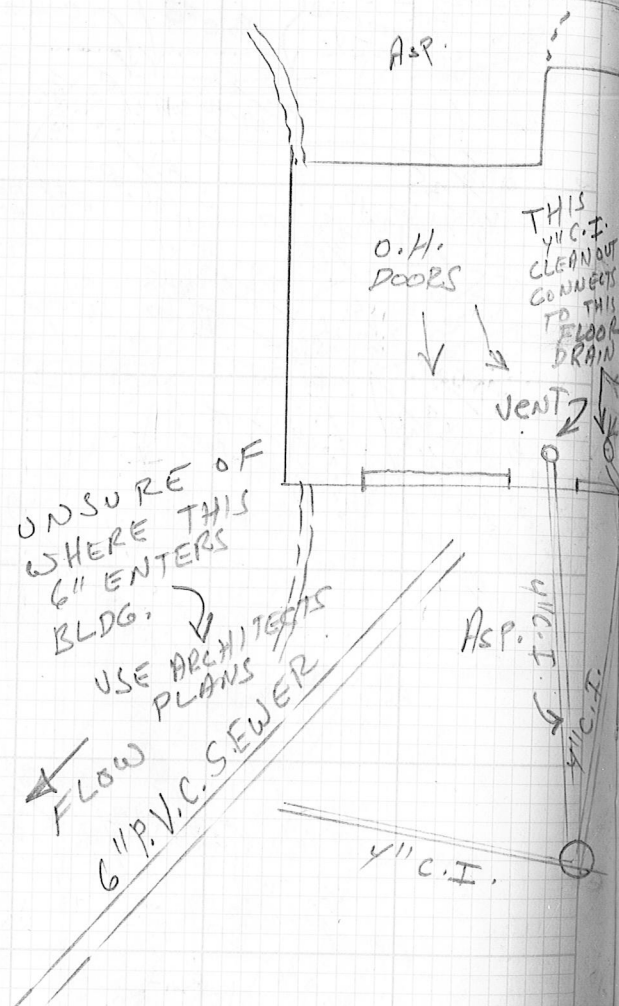 ASP.
O.H.
DOORS
THIS
4" C.I.
CLEANOUT
CONNECTS
TO THIS
FLOOR
DRAIN
VENT
UNSURE OF
WHERE THIS
6" ENTERS
BLDG.
USE ARCHITECTS
PLANS
FLOW
6" P.V.C. SEWER
ASP.
4" C.I.
4" C.I.
4" C.I.